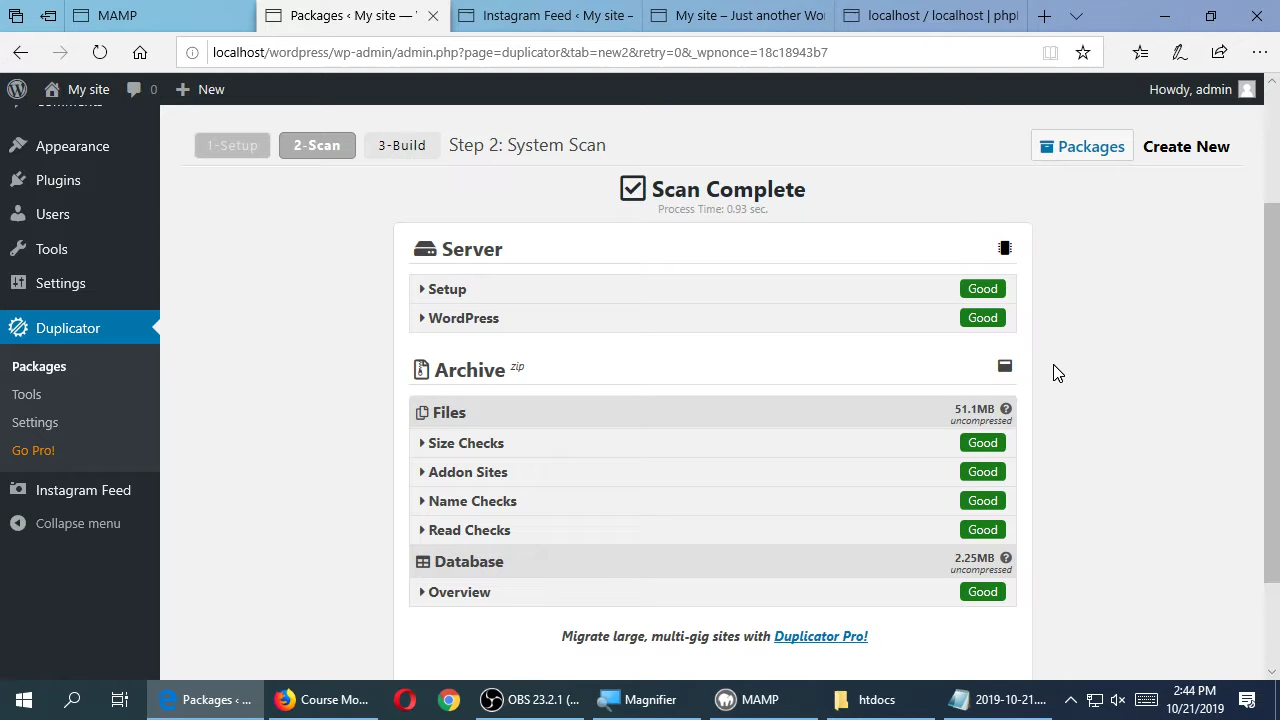 MAMP
Packages ‹ My site — '
Instagram Feed ‹ My site –
My site – Just another Wo
localhost / localhost | phpl
localhost/wordpress/wp-admin/admin.php?page=duplicator&tab=new2&retry=0&_wpnonce=18c18943b7
My site
0
New
Howdy, admin
Comments
Appearance
Plugins
Users
Tools
Settings
Duplicator
Packages
Tools
Settings
Go Pro!
Instagram Feed
Collapse menu
1-Setup
2-Scan
3-Build
Step 2: System Scan
Packages
Create New
Scan Complete
Process Time: 0.93 sec.
Server
Setup
Good
WordPress
Good
Archive zip
Files
51.1MB
uncompressed
Size Checks
Good
Addon Sites
Good
Name Checks
Good
Read Checks
Good
Database
2.25MB
uncompressed
Overview
Good
Migrate large, multi-gig sites with Duplicator Pro!
Packages ‹ ...
Course Mo...
OBS 23.2.1 (...
Magnifier
MAMP
htdocs
2019-10-21....
2:44 PM
10/21/2019